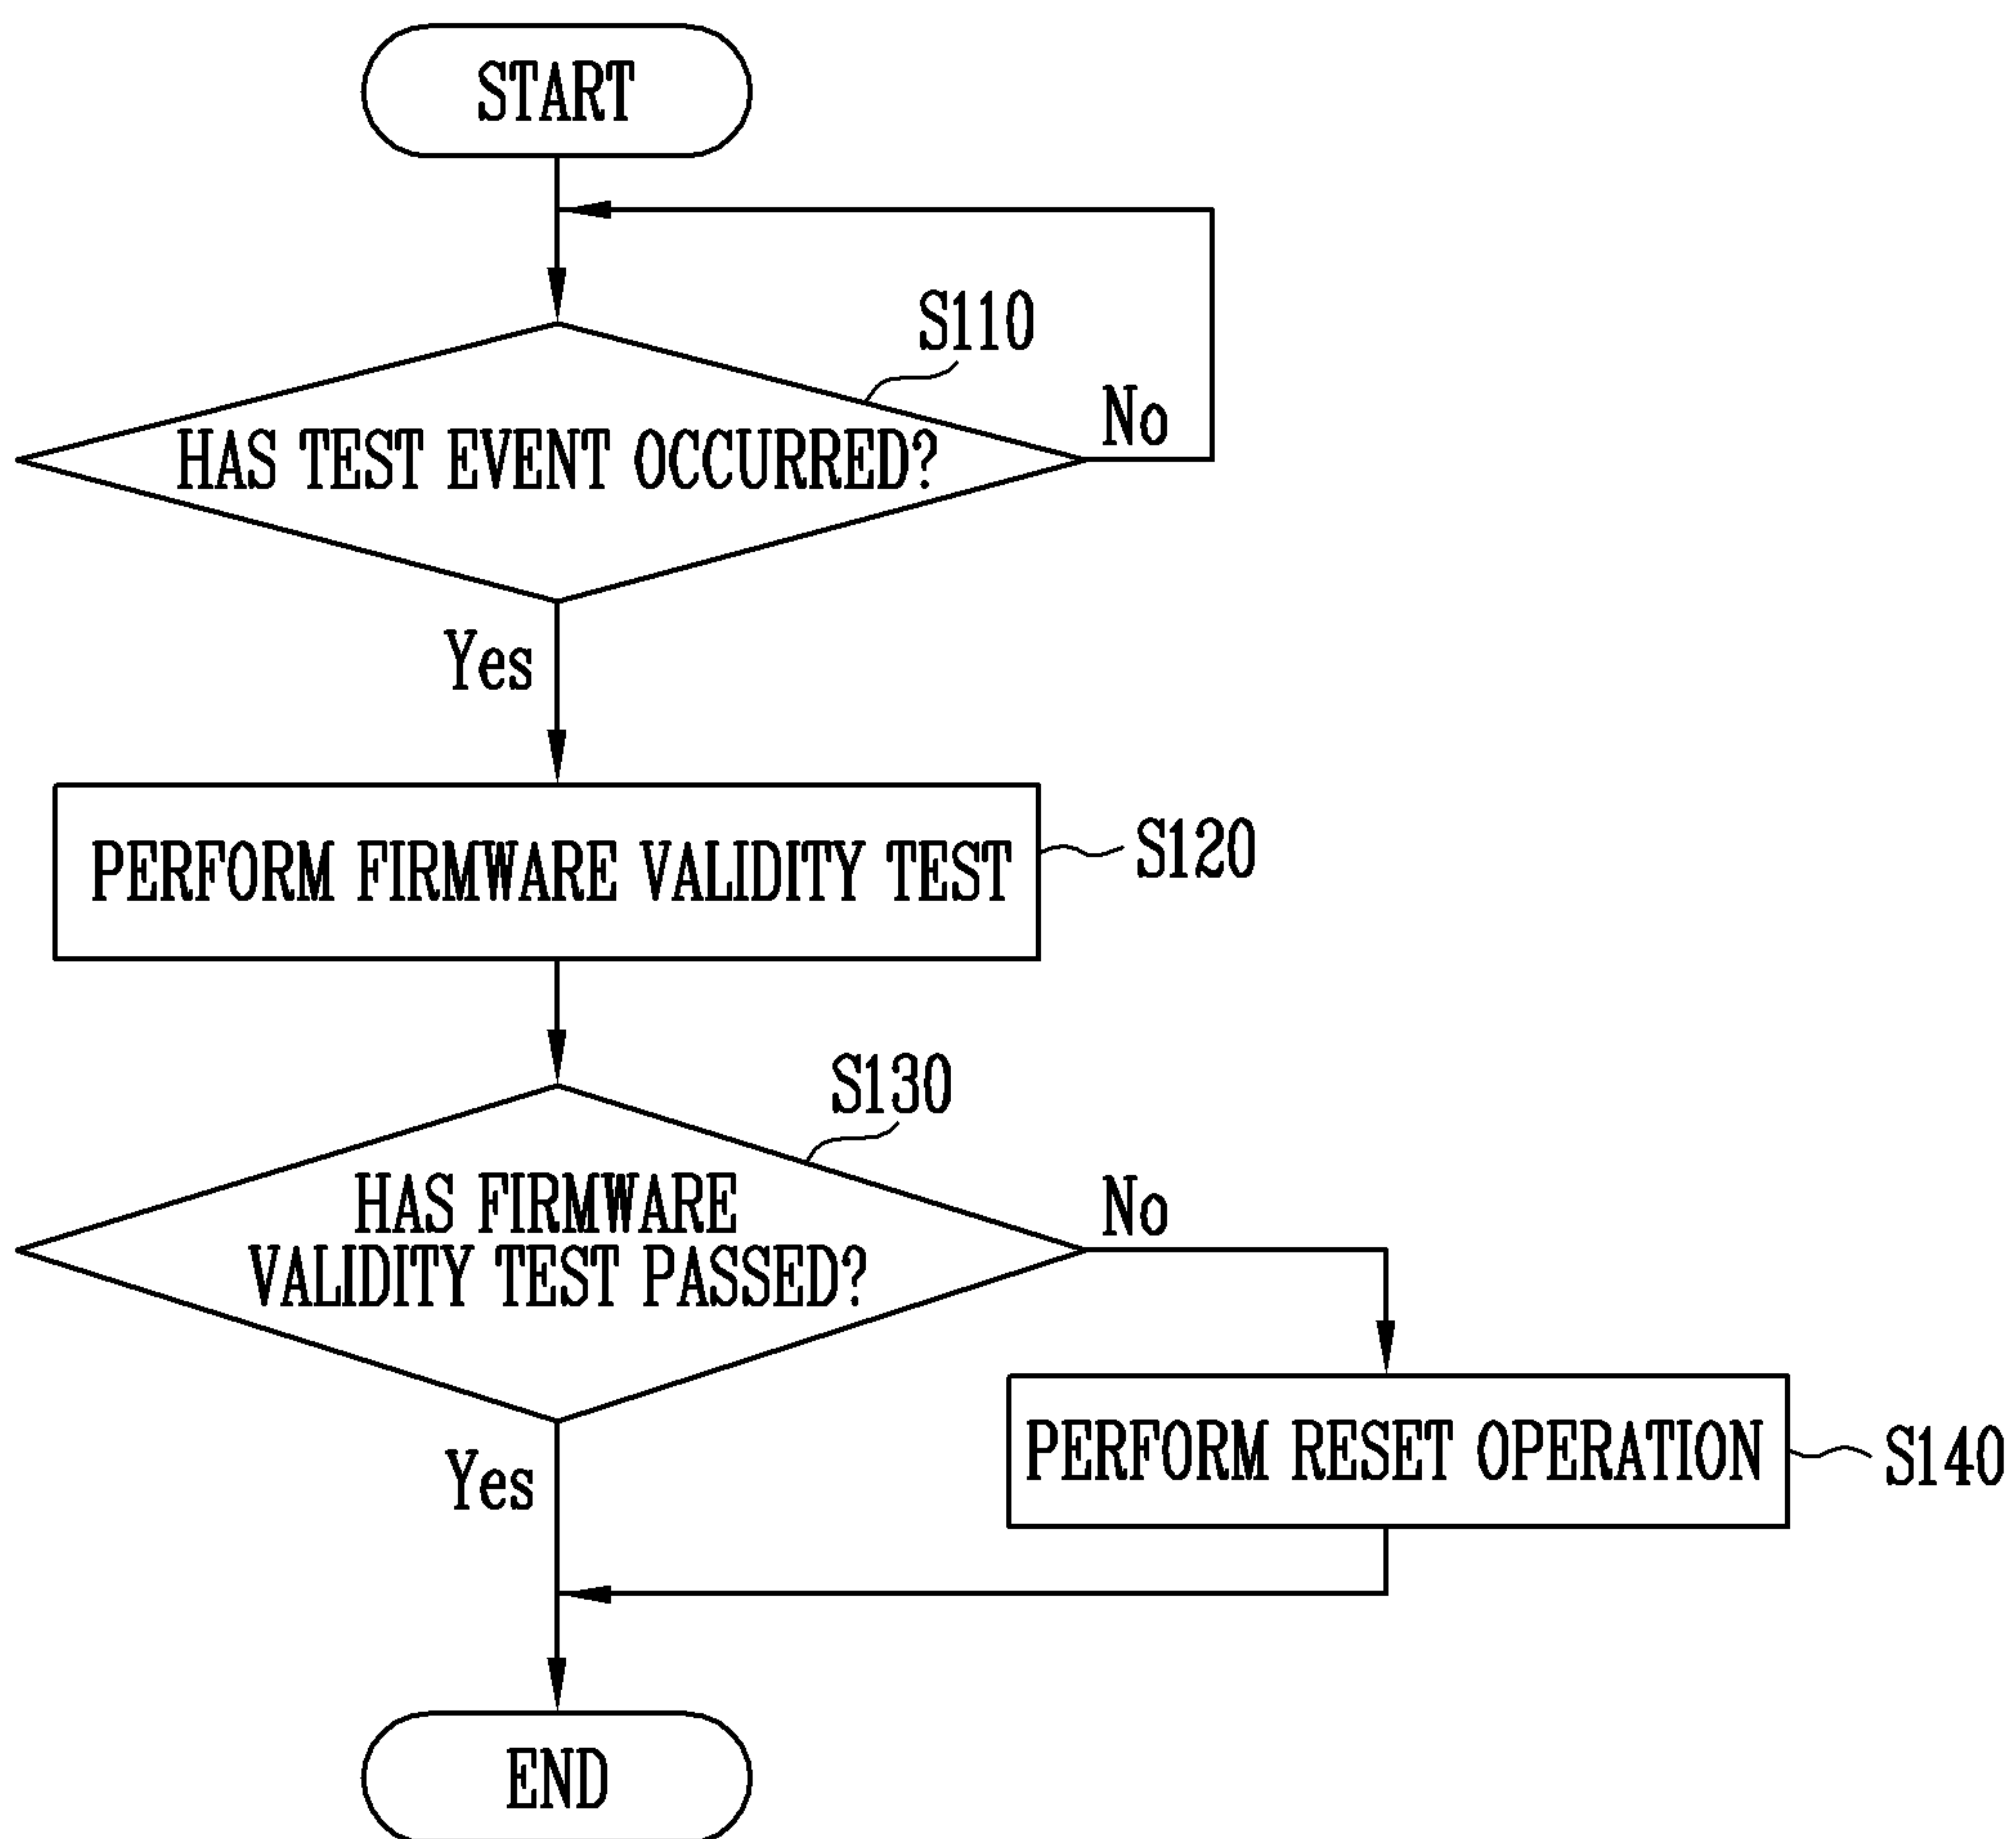 START
S110
HAS TEST EVENT OCCURRED?
No
Yes
PERFORM FIRMWARE VALIDITY TEST
S120
S130
HAS FIRMWARE
VALIDITY TEST PASSED?
No
Yes
PERFORM RESET OPERATION
S140
END